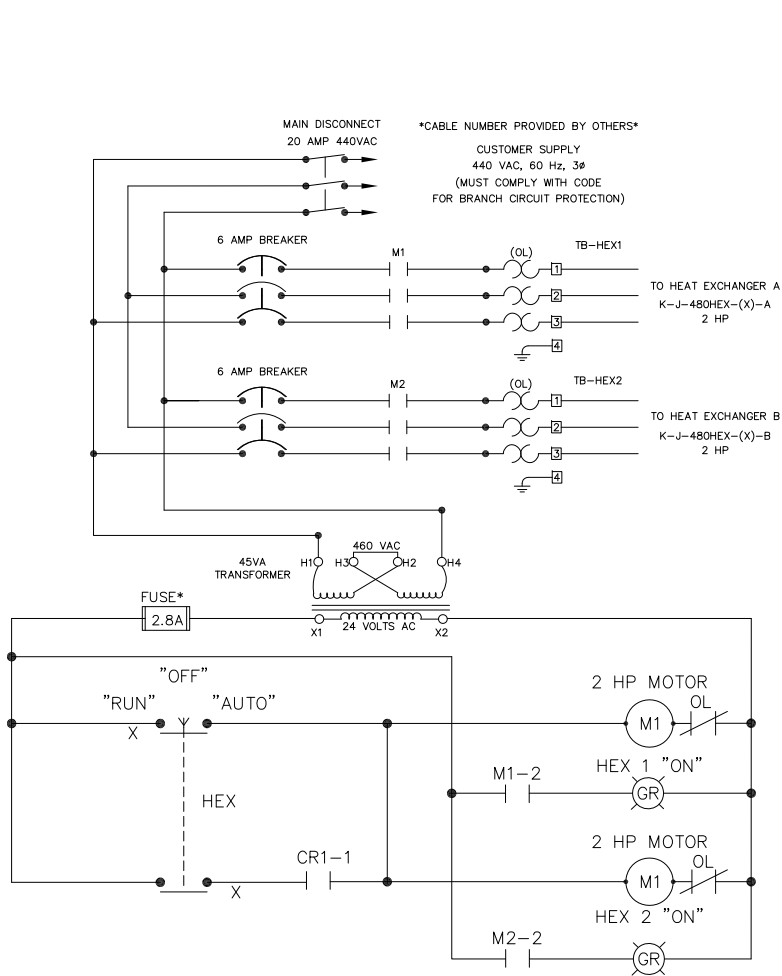 MAIN DISCONNECT
20 AMP 440VAC
*CABLE NUMBER PROVIDED BY OTHERS*
CUSTOMER SUPPLY
440 VAC, 60 Hz, 3ø
(MUST COMPLY WITH CODE
FOR BRANCH CIRCUIT PROTECTION)
6 AMP BREAKER
M1
(OL)
TB-HEX1
1
2
3
4
TO HEAT EXCHANGER A
K-J-480HEX-(X)-A
2 HP
6 AMP BREAKER
M2
(OL)
TB-HEX2
1
2
3
4
TO HEAT EXCHANGER B
K-J-480HEX-(X)-B
2 HP
45VA
TRANSFORMER
460 VAC
H1
H3
H2
H4
FUSE*
2.8A
X1
24 VOLTS AC
X2
"OFF"
"RUN"
"AUTO"
X
HEX
2 HP MOTOR
M1
OL
HEX 1 "ON"
M1-2
GR
CR1-1
X
2 HP MOTOR
M1
OL
HEX 2 "ON"
M2-2
GR